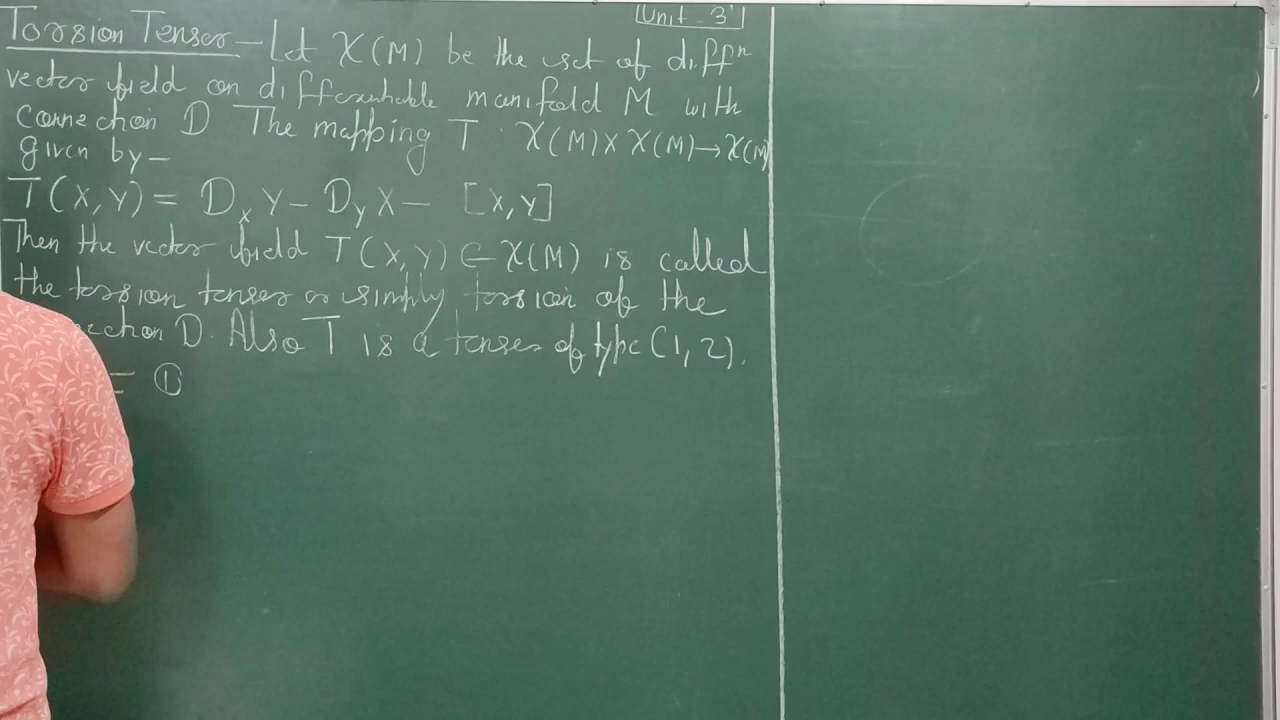 Unit - 3
Torsion Tensor — Let X(M) be the set of diffⁿ
vector field on differentiable manifold M with
connection D The mapping T : X(M) X X(M) → X(M)
given by —
T(X,Y) = D_x Y - D_y X - [X,Y]
Then the vector field T(X,Y) ∈ X(M) is called
the torsion tensor or simply torsion of the
ection D. Also T is a tensor of type (1,2).
= ①